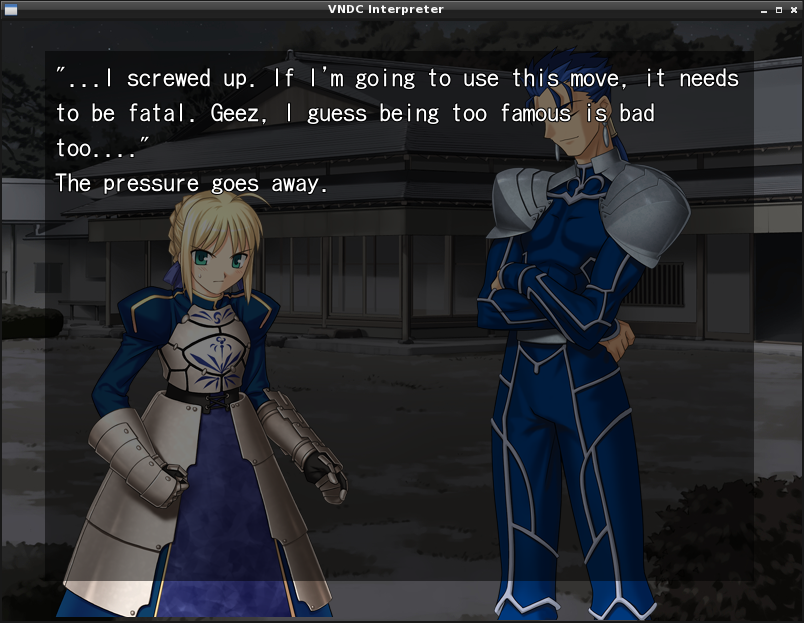 VNDC Interpreter
"...I screwed up. If I'm going to use this move, it needs
to be fatal. Geez, I guess being too famous is bad
too...."
The pressure goes away.